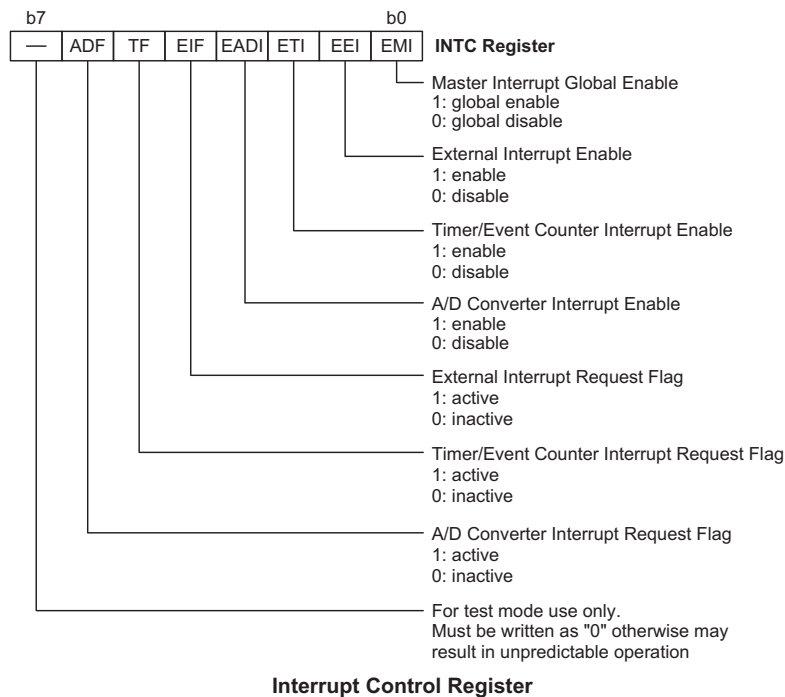 b7 b0
— ADF TF EIF EADI ETI EEI EMI INTC Register
Master Interrupt Global Enable
1: global enable
0: global disable
External Interrupt Enable
1: enable
0: disable
Timer/Event Counter Interrupt Enable
1: enable
0: disable
A/D Converter Interrupt Enable
1: enable
0: disable
External Interrupt Request Flag
1: active
0: inactive
Timer/Event Counter Interrupt Request Flag
1: active
0: inactive
A/D Converter Interrupt Request Flag
1: active
0: inactive
For test mode use only.
Must be written as "0" otherwise may
result in unpredictable operation
Interrupt Control Register